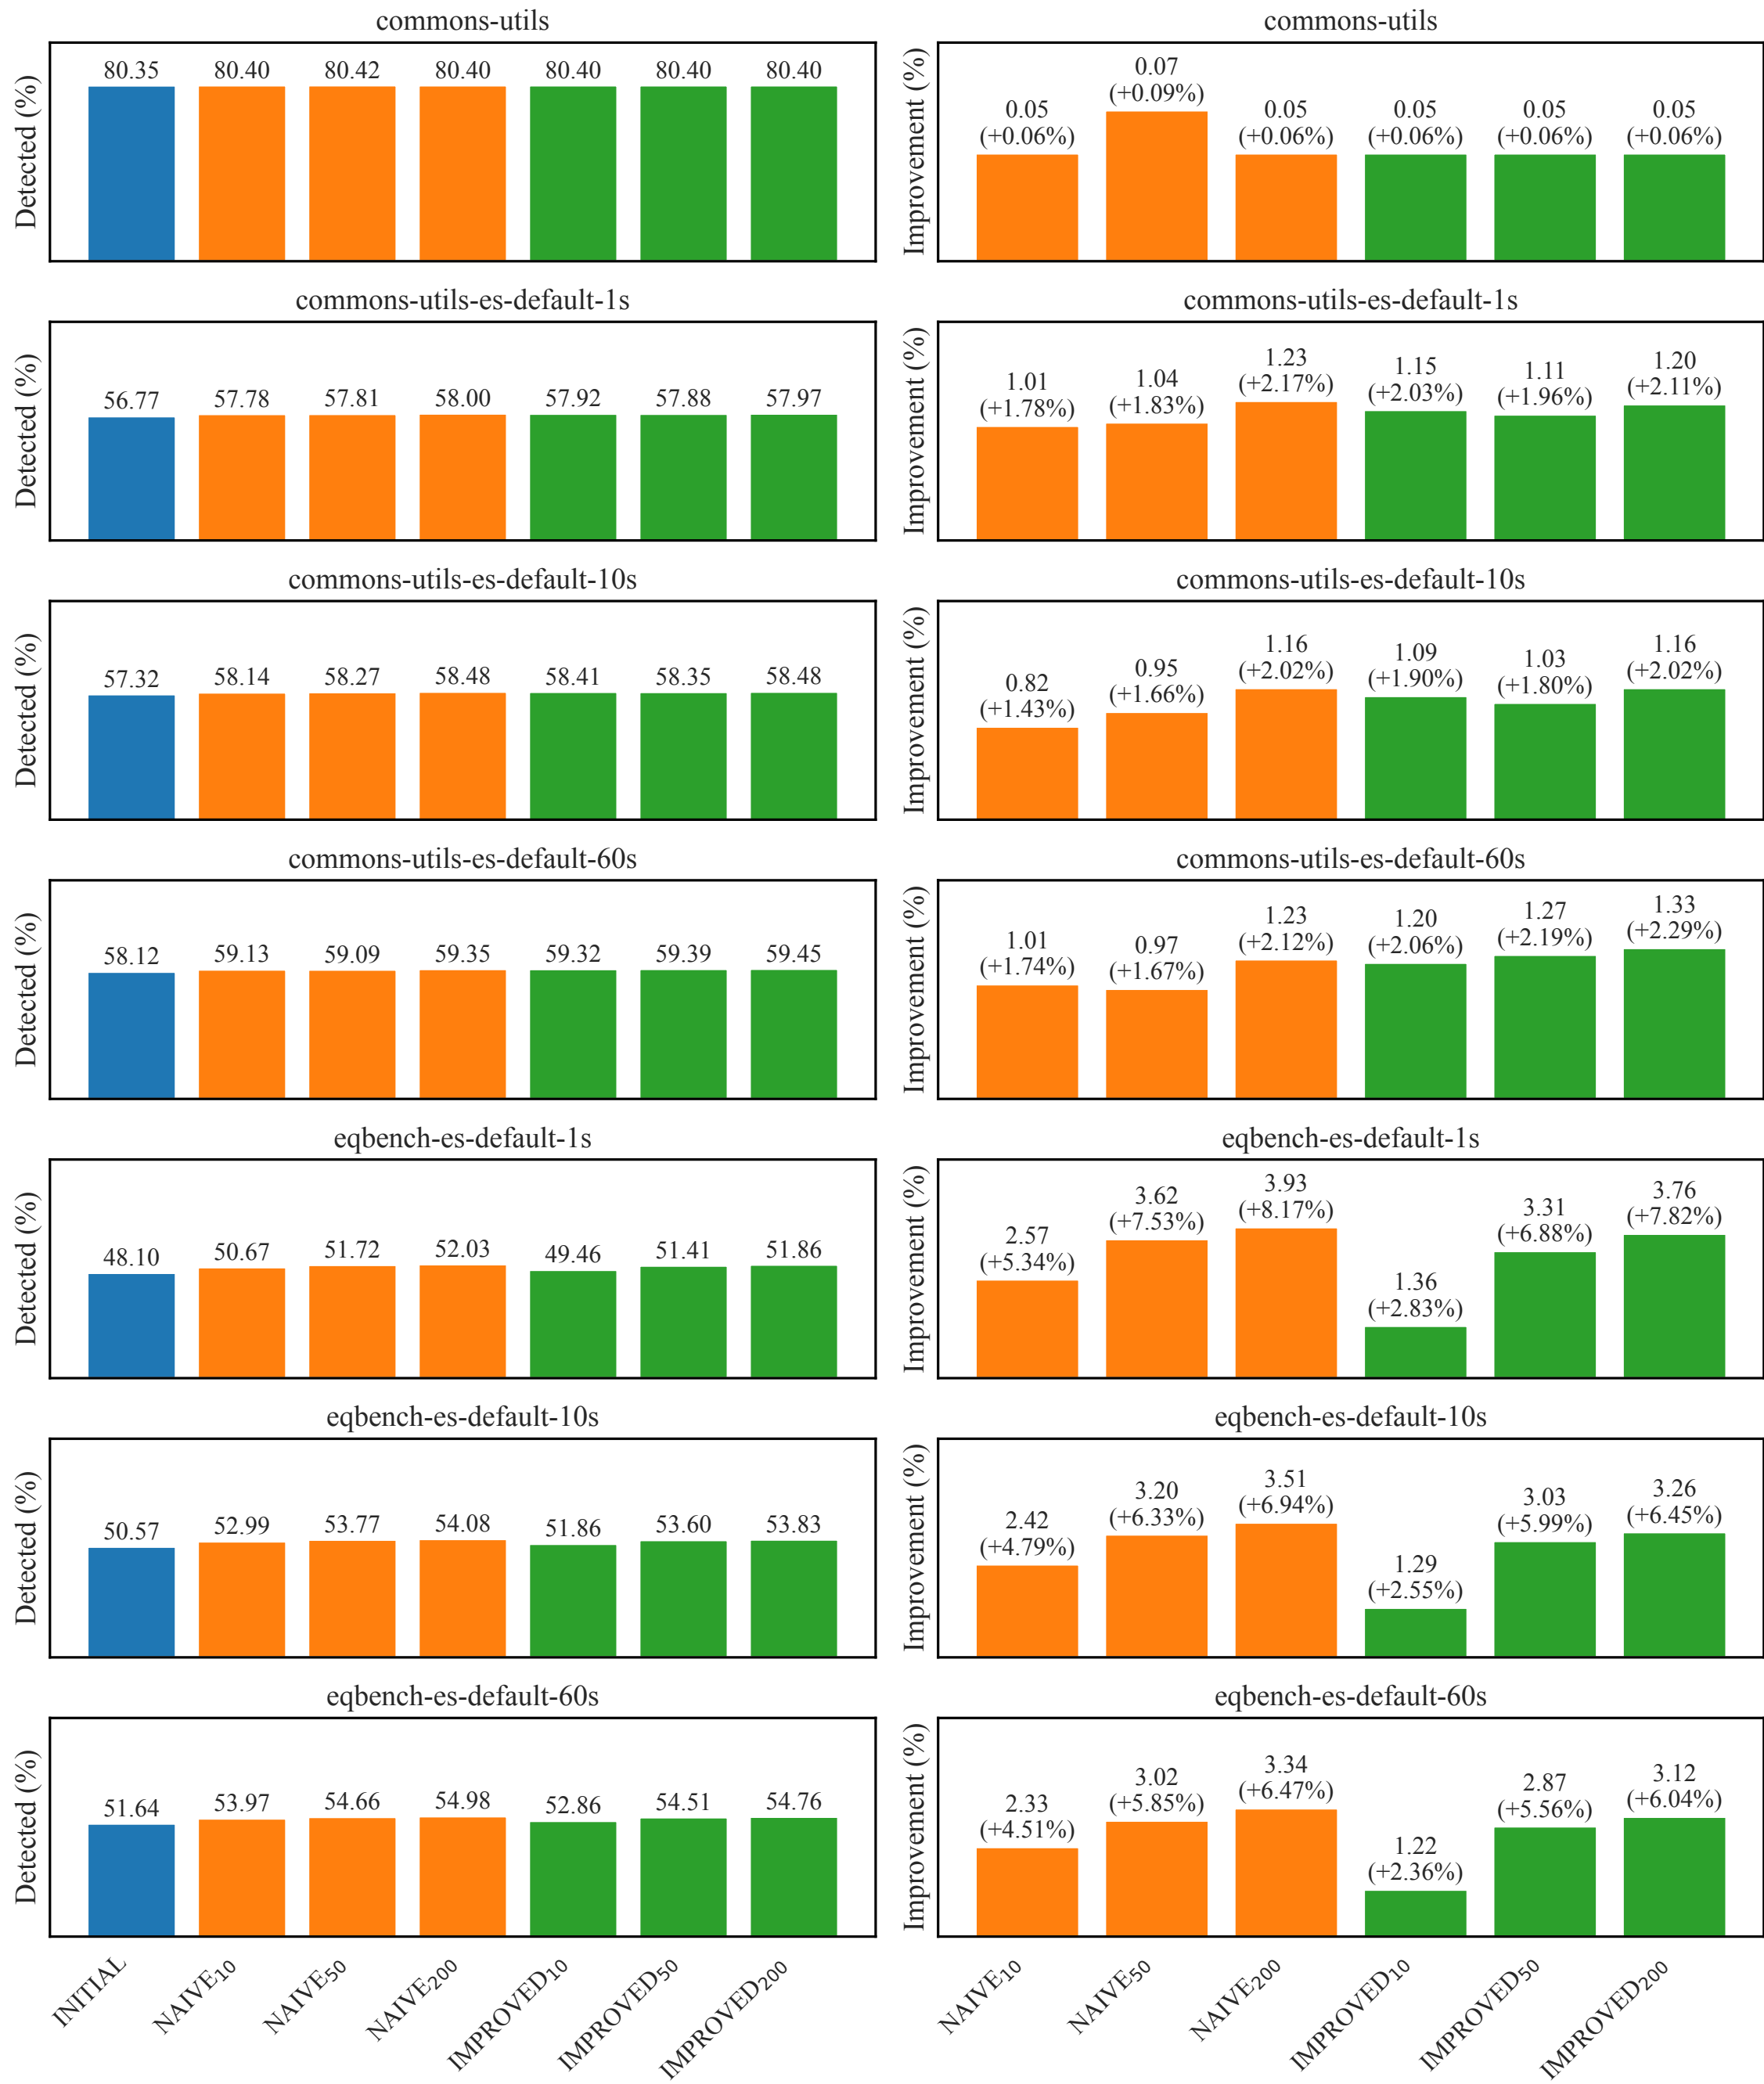 commons-utils
Detected (%)
80.35 80.40 80.42 80.40 80.40 80.40 80.40
commons-utils
Improvement (%)
0.05 0.07 0.05 0.05 0.05 0.05
(+0.06%) (+0.09%) (+0.06%) (+0.06%) (+0.06%) (+0.06%)
commons-utils-es-default-1s
Detected (%)
56.77 57.78 57.81 58.00 57.92 57.88 57.97
commons-utils-es-default-1s
Improvement (%)
1.01 1.04 1.23 1.15 1.11 1.20
(+1.78%) (+1.83%) (+2.17%) (+2.03%) (+1.96%) (+2.11%)
commons-utils-es-default-10s
Detected (%)
57.32 58.14 58.27 58.48 58.41 58.35 58.48
commons-utils-es-default-10s
Improvement (%)
0.82 0.95 1.16 1.09 1.03 1.16
(+1.43%) (+1.66%) (+2.02%) (+1.90%) (+1.80%) (+2.02%)
commons-utils-es-default-60s
Detected (%)
58.12 59.13 59.09 59.35 59.32 59.39 59.45
commons-utils-es-default-60s
Improvement (%)
1.01 0.97 1.23 1.20 1.27 1.33
(+1.74%) (+1.67%) (+2.12%) (+2.06%) (+2.19%) (+2.29%)
eqbench-es-default-1s
Detected (%)
48.10 50.67 51.72 52.03 49.46 51.41 51.86
eqbench-es-default-1s
Improvement (%)
2.57 3.62 3.93 1.36 3.31 3.76
(+5.34%) (+7.53%) (+8.17%) (+2.83%) (+6.88%) (+7.82%)
eqbench-es-default-10s
Detected (%)
50.57 52.99 53.77 54.08 51.86 53.60 53.83
eqbench-es-default-10s
Improvement (%)
2.42 3.20 3.51 1.29 3.03 3.26
(+4.79%) (+6.33%) (+6.94%) (+2.55%) (+5.99%) (+6.45%)
eqbench-es-default-60s
Detected (%)
51.64 53.97 54.66 54.98 52.86 54.51 54.76
eqbench-es-default-60s
Improvement (%)
2.33 3.02 3.34 1.22 2.87 3.12
(+4.51%) (+5.85%) (+6.47%) (+2.36%) (+5.56%) (+6.04%)
INITIAL NAIVE10 NAIVE50 NAIVE200 IMPROVED10 IMPROVED50 IMPROVED200
NAIVE10 NAIVE50 NAIVE200 IMPROVED10 IMPROVED50 IMPROVED200